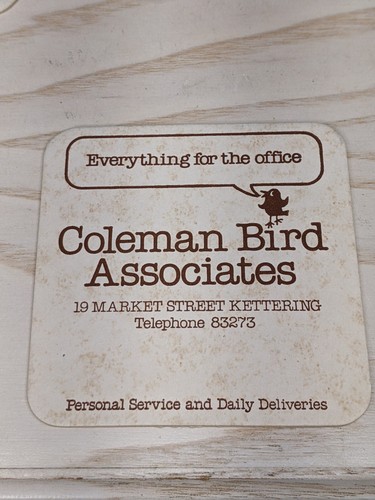 Everything for the office
Coleman Bird
Associates
19 MARKET STREET KETTERING
Telephone 83273
Personal Service and Daily Deliveries